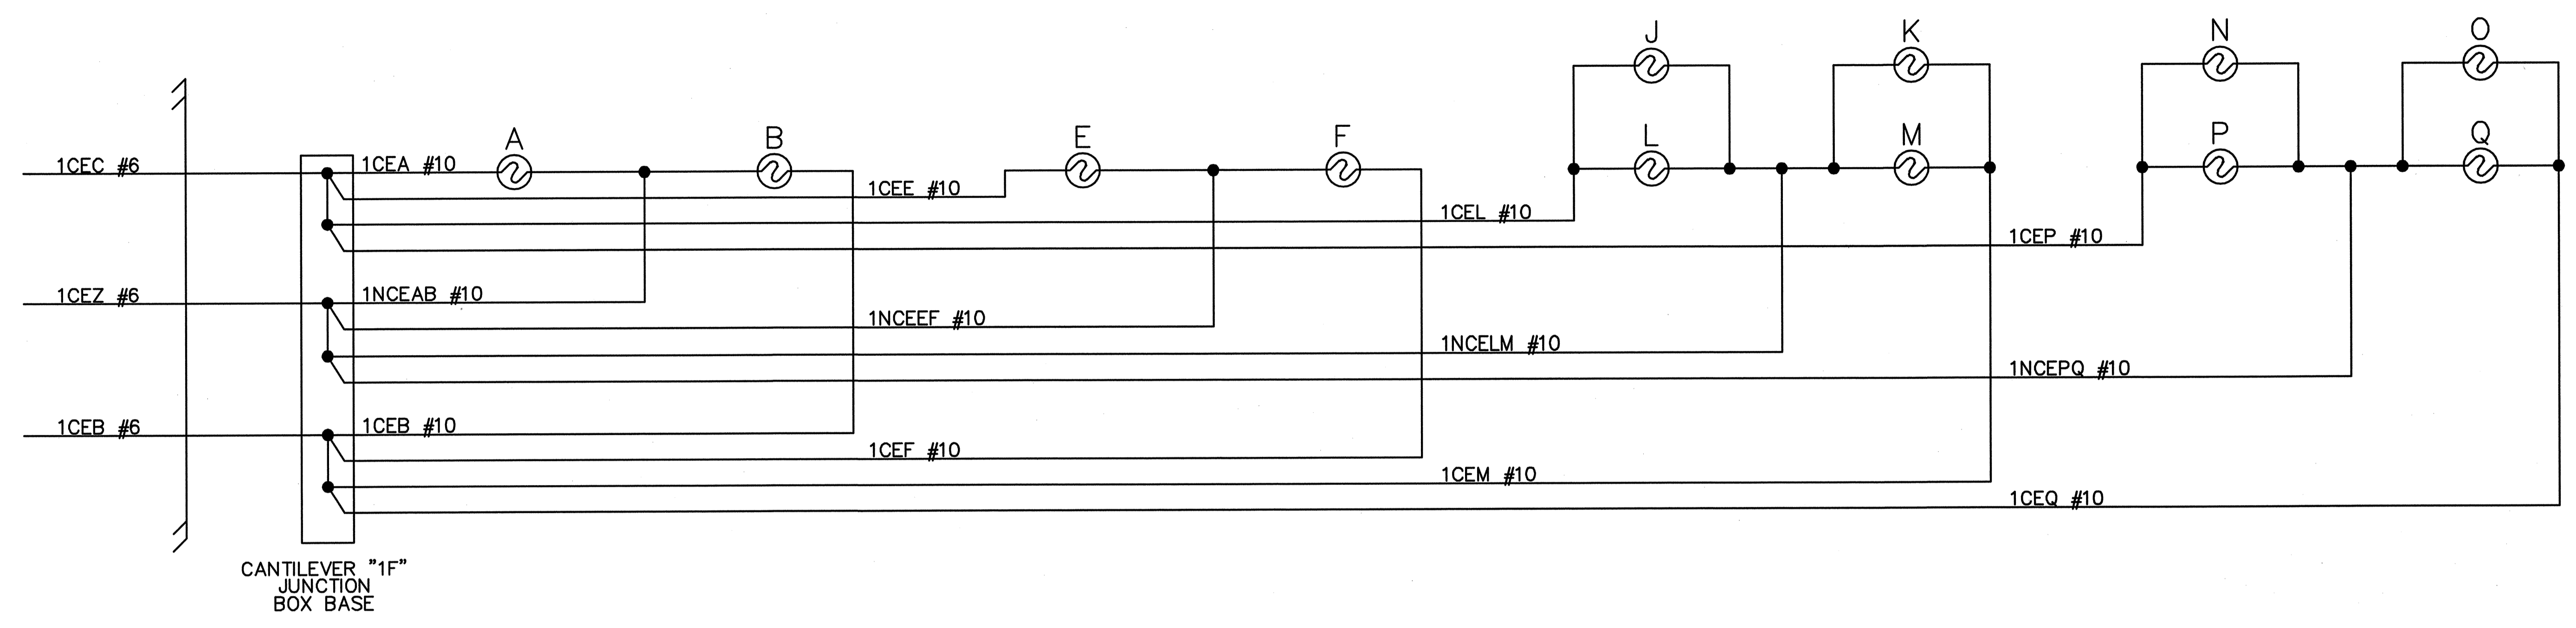 J
K
N
O
A
B
E
F
L
M
P
Q
1CEC #6
1CEA #10
1CEE #10
1CEL #10
1CEP #10
1CEZ #6
1NCEAB #10
1NCEEF #10
1NCELM #10
1NCEPQ #10
1CEB #6
1CEB #10
1CEF #10
1CEM #10
1CEQ #10
CANTILEVER "1F"
JUNCTION
BOX BASE